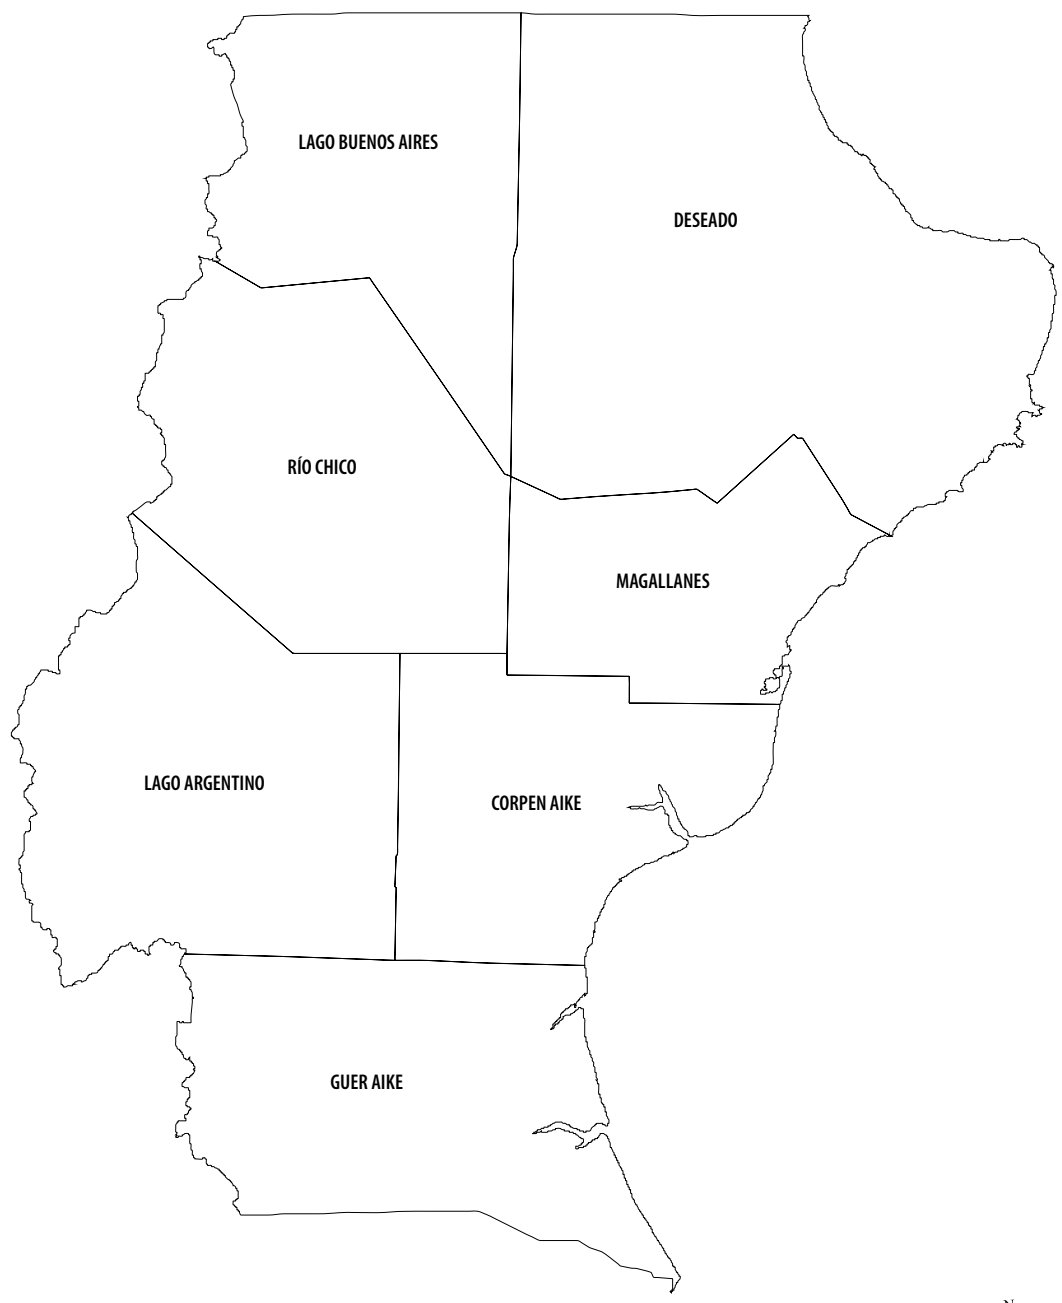 LAGO BUENOS AIRES
DESEADO
RÍO CHICO
MAGALLANES
LAGO ARGENTINO
CORPEN AIKE
GUER AIKE
N